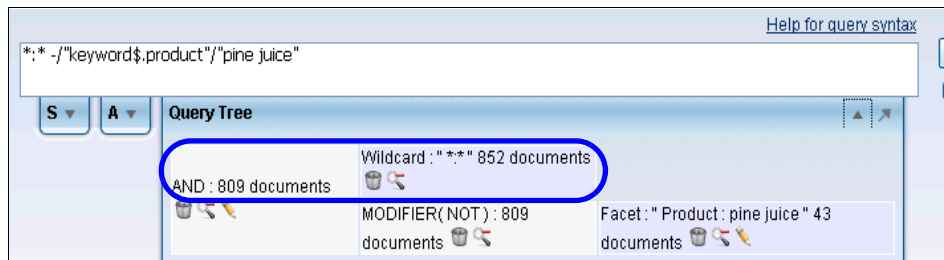 Help for query syntax
*:* -/"keyword$.product"/"pine juice"
S A Query Tree
Wildcard : " *:* " 852 documents
AND : 809 documents
MODIFIER( NOT ) : 809 documents
Facet : " Product : pine juice " 43 documents